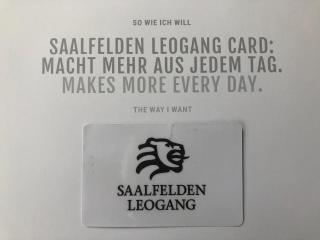 SO WIE ICH WILL
SAALFELDEN LEOGANG CARD:
MACHT MEHR AUS JEDEM TAG.
MAKES MORE EVERY DAY.
THE WAY I WANT
SAALFELDEN
LEOGANG